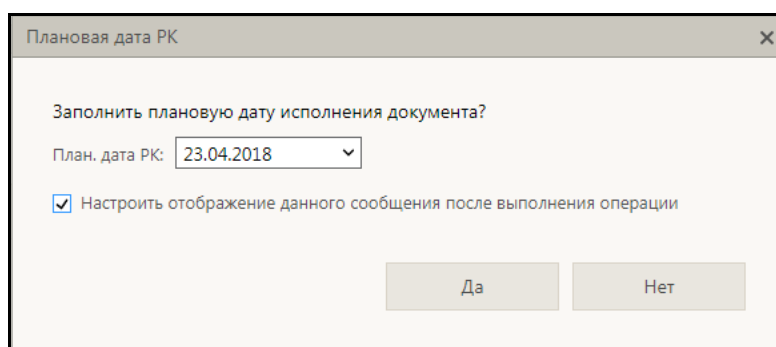 Плановая дата РК
Заполнить плановую дату исполнения документа?
План. дата РК: 23.04.2018
Настроить отображение данного сообщения после выполнения операции
Да Нет